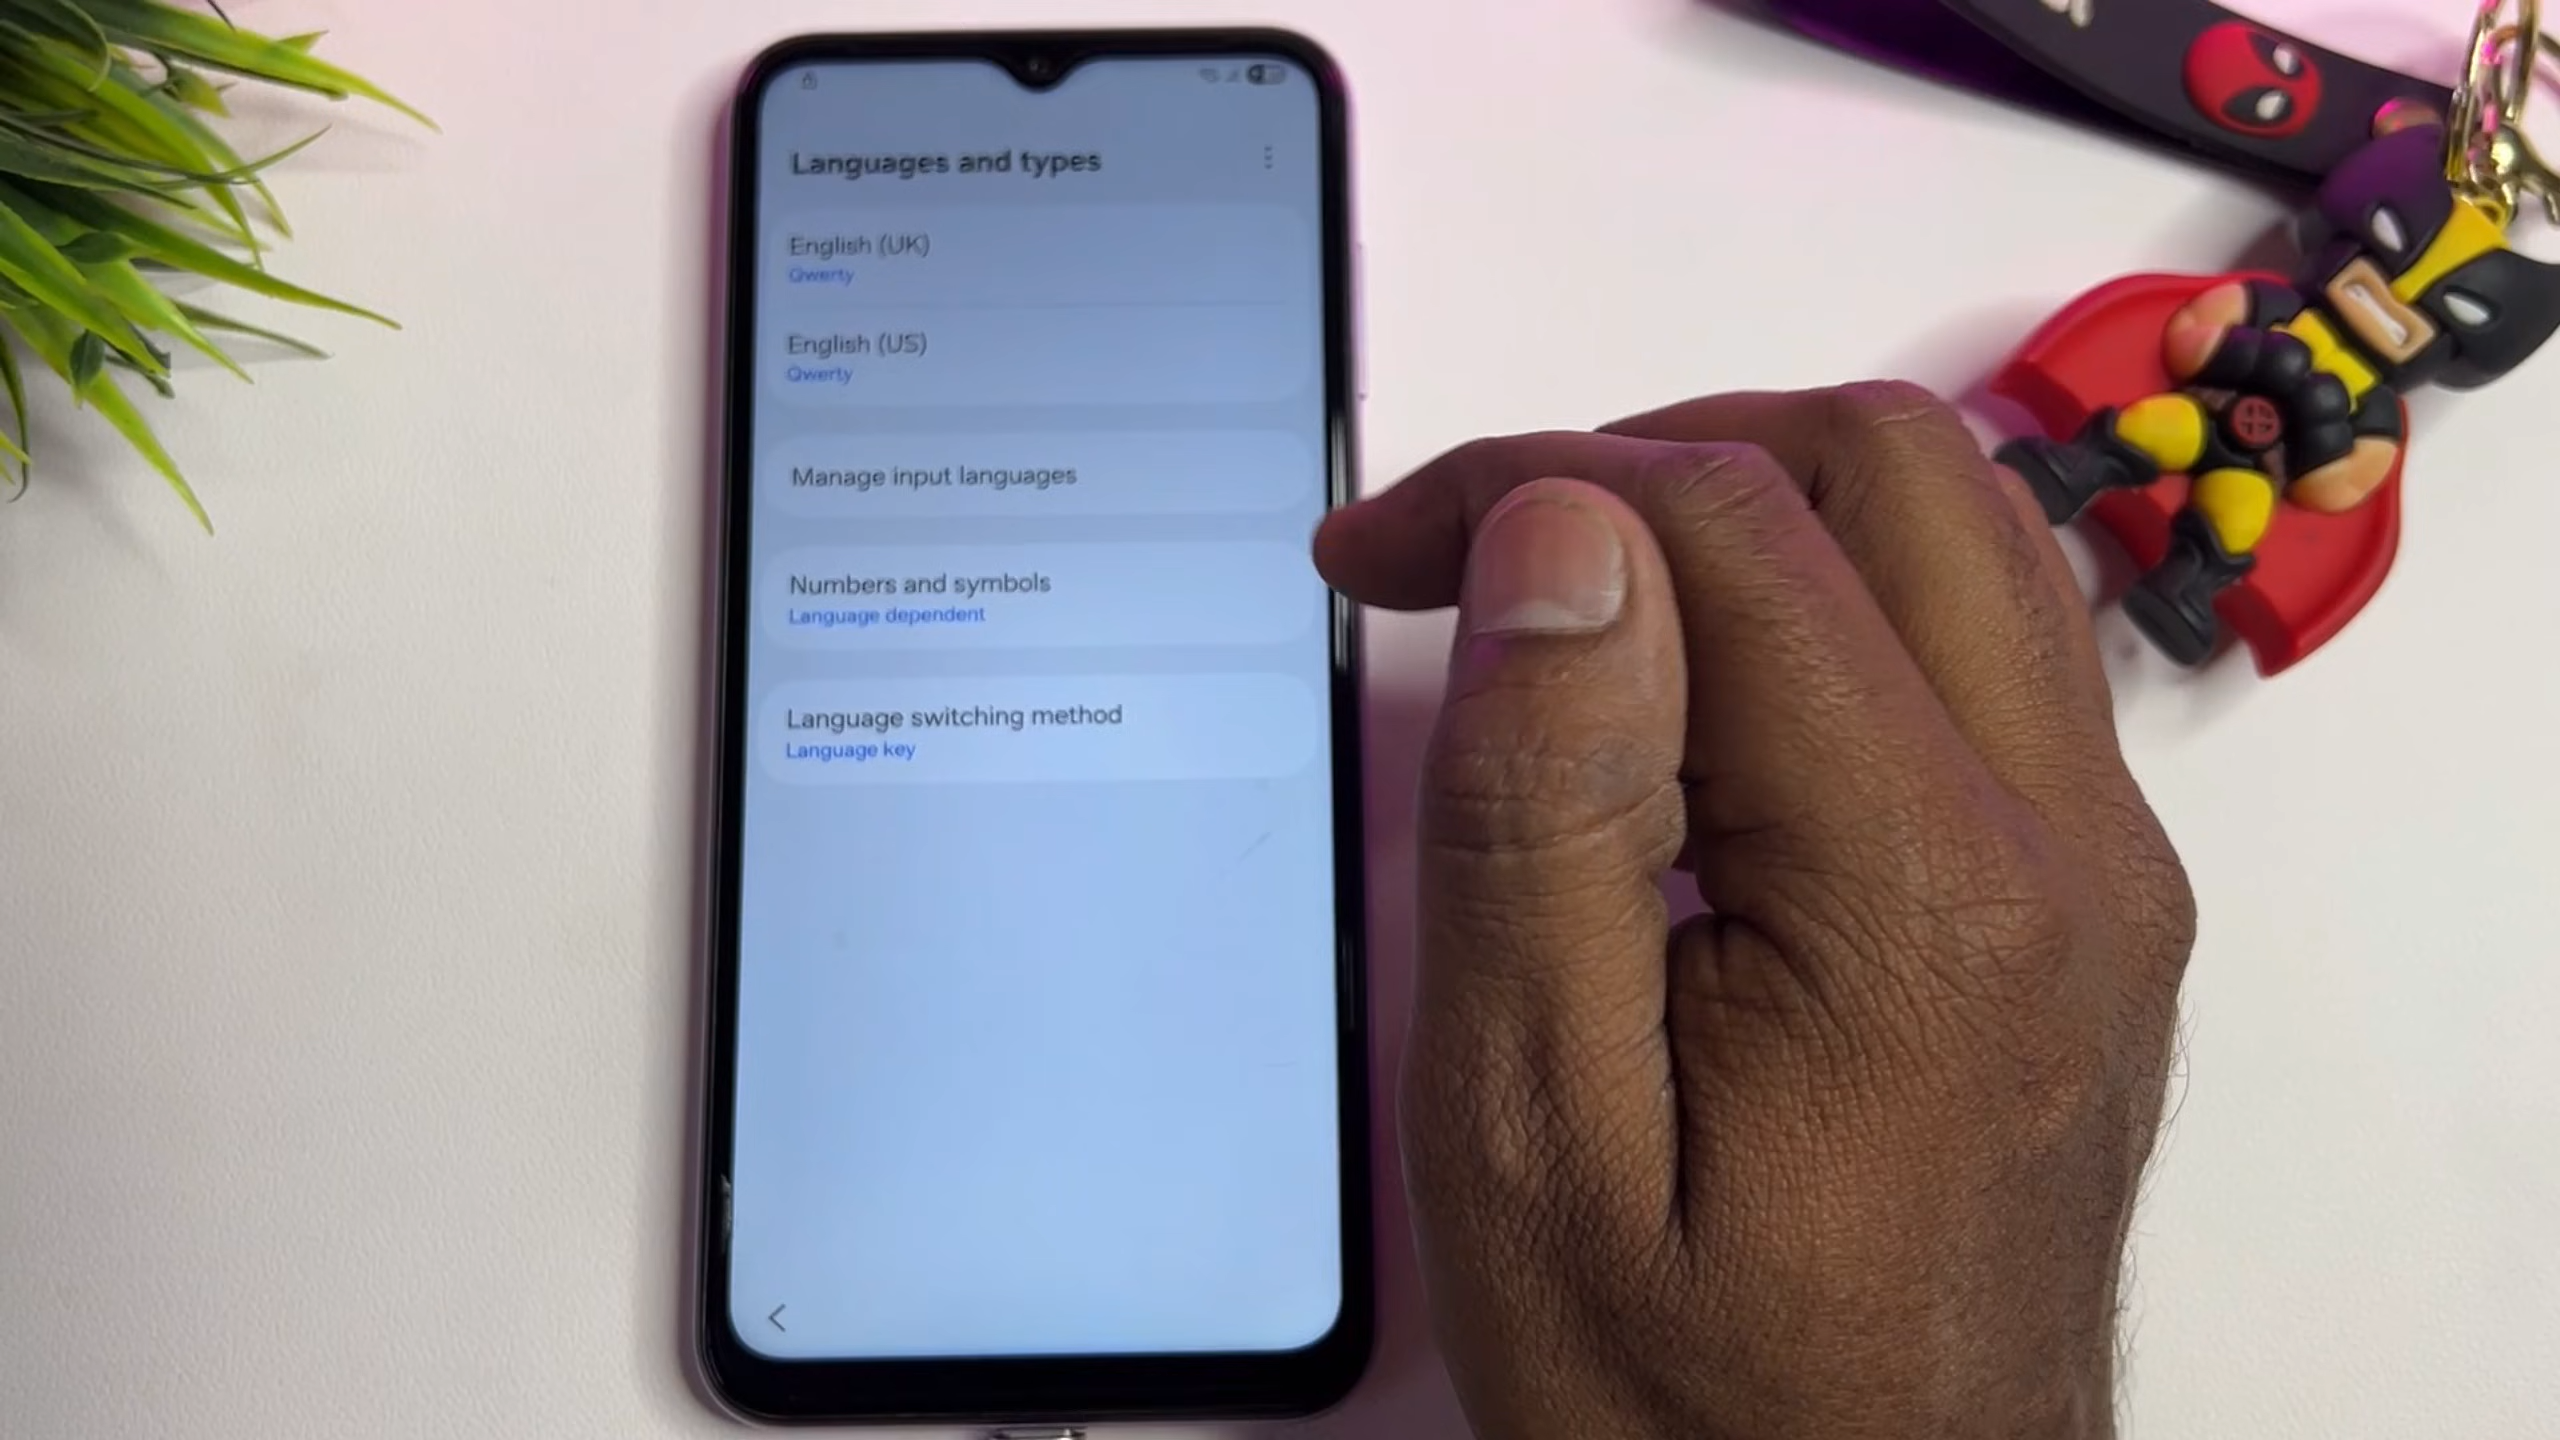 Languages and types
English (UK)
Qwerty
English (US)
Qwerty
Manage input languages
Numbers and symbols
Language dependent
Language switching method
Language key